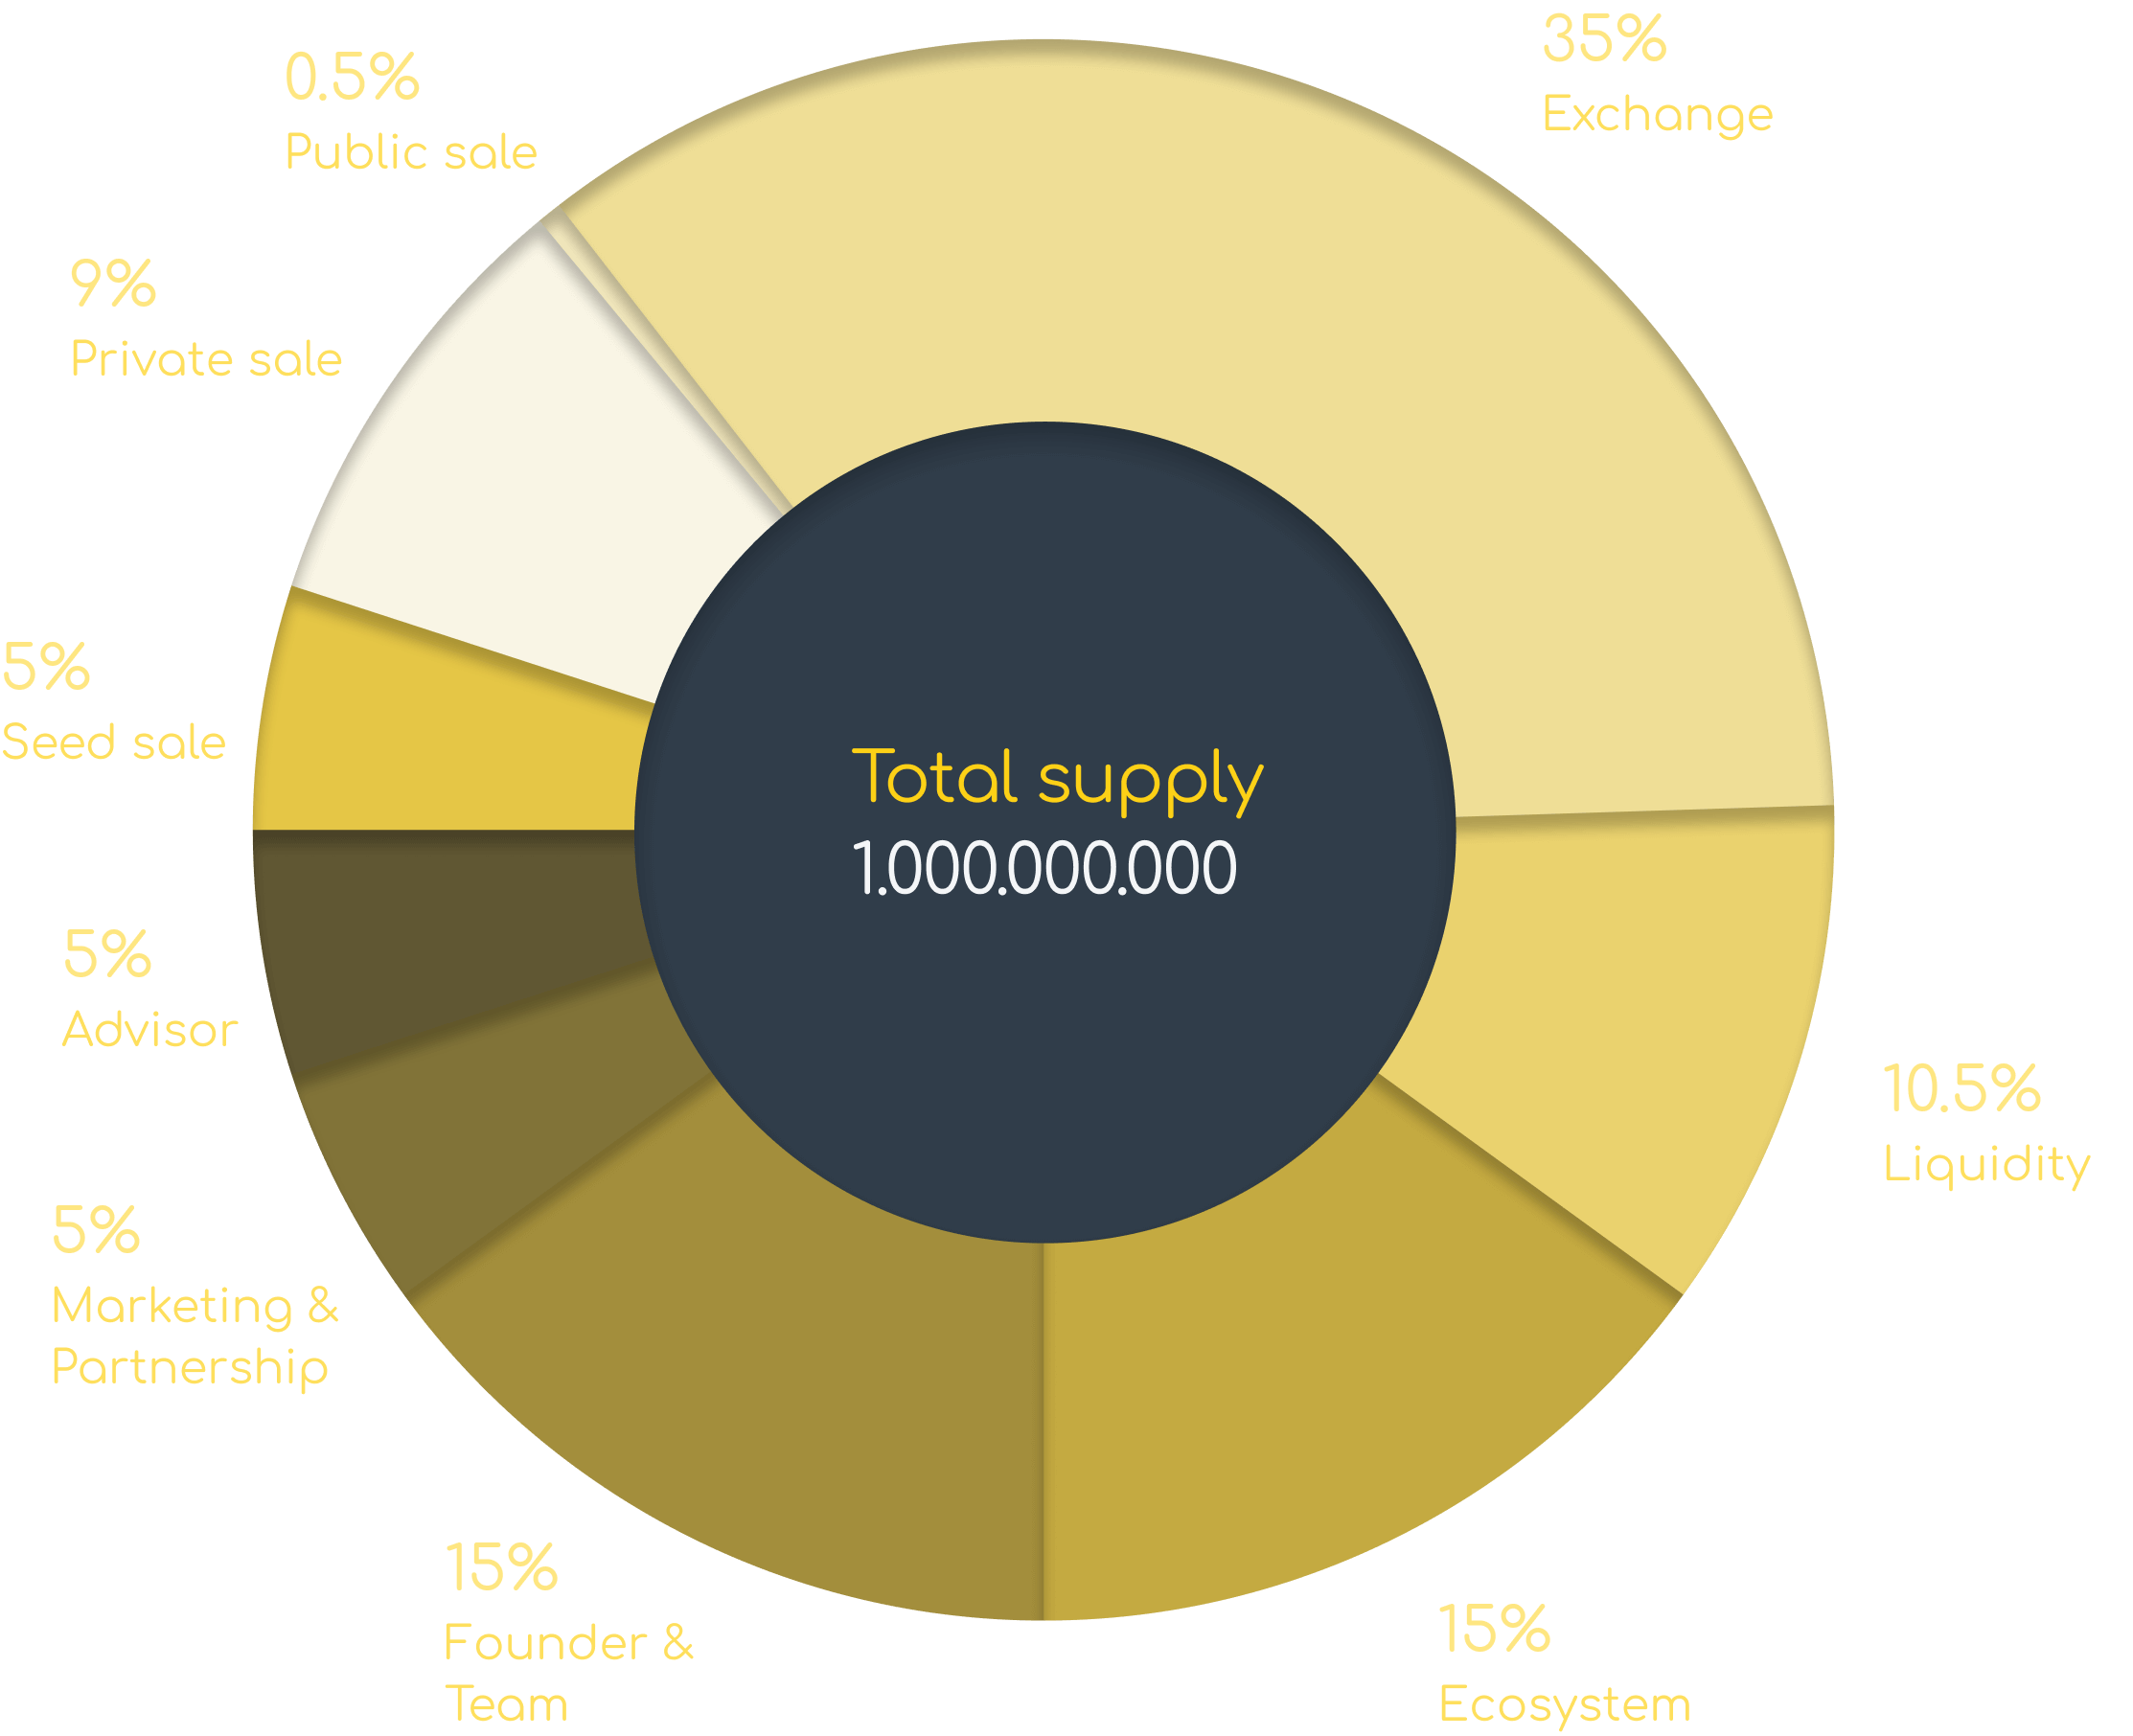 35%
Exchange
0.5%
Public sale
9%
Private sale
5%
Seed sale
Total supply
1.000.000.000
5%
Advisor
10.5%
Liquidity
5%
Marketing &
Partnership
15%
Founder &
Team
15%
Ecosystem